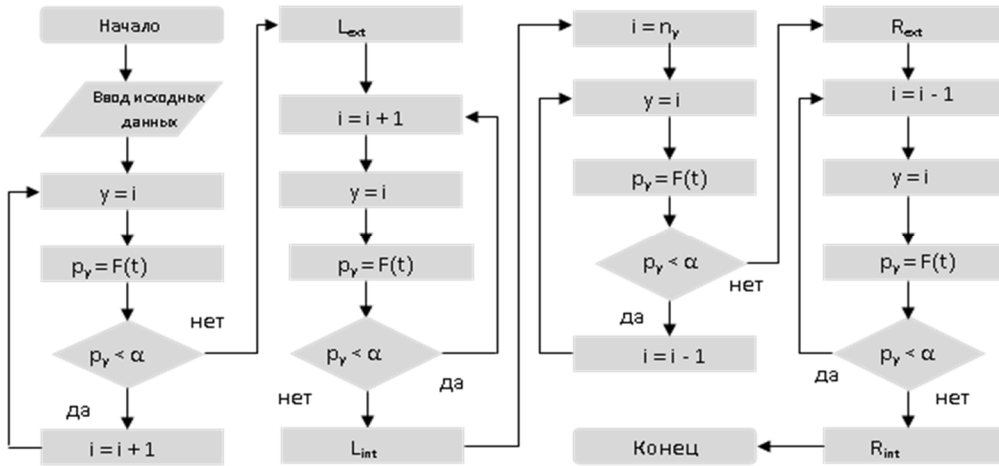 Начало
Ввод исходных
данных
y = i
pᵧ = F(t)
pᵧ < α
нет
да
i = i + 1
Lext
i = i + 1
y = i
pᵧ = F(t)
pᵧ < α
нет
да
Lint
i = nᵧ
y = i
pᵧ = F(t)
pᵧ < α
нет
да
i = i - 1
Rext
i = i - 1
y = i
pᵧ = F(t)
pᵧ < α
да
нет
Rint
Конец